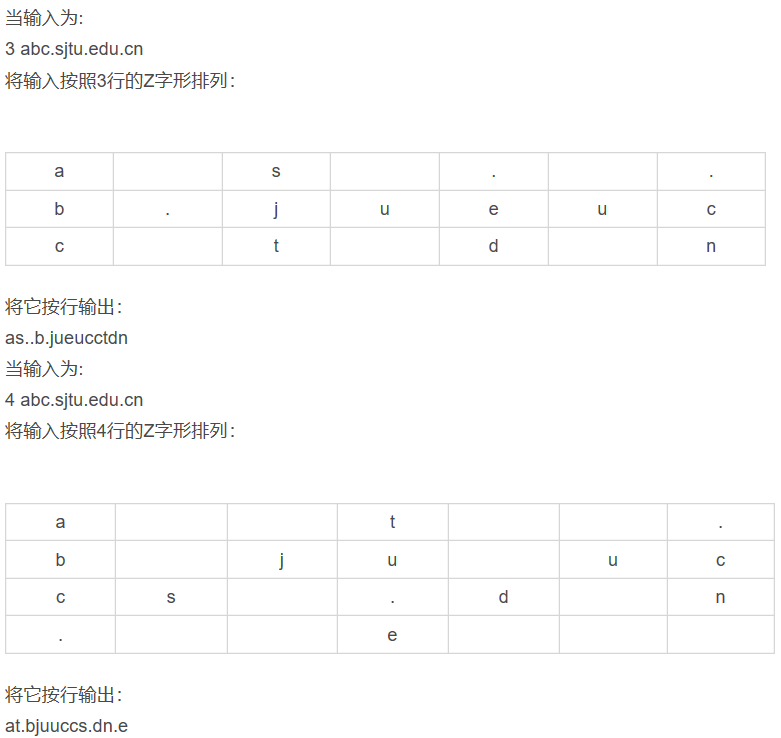 当输入为:
3 abc.sjtu.edu.cn
将输入按照3行的Z字形排列：
a s . .
b . j u e u c
c t d n
将它按行输出：
as..b.jueucctdn
当输入为:
4 abc.sjtu.edu.cn
将输入按照4行的Z字形排列：
a t .
b j u u c
c s . d n
. e
将它按行输出：
at.bjuuccs.dn.e